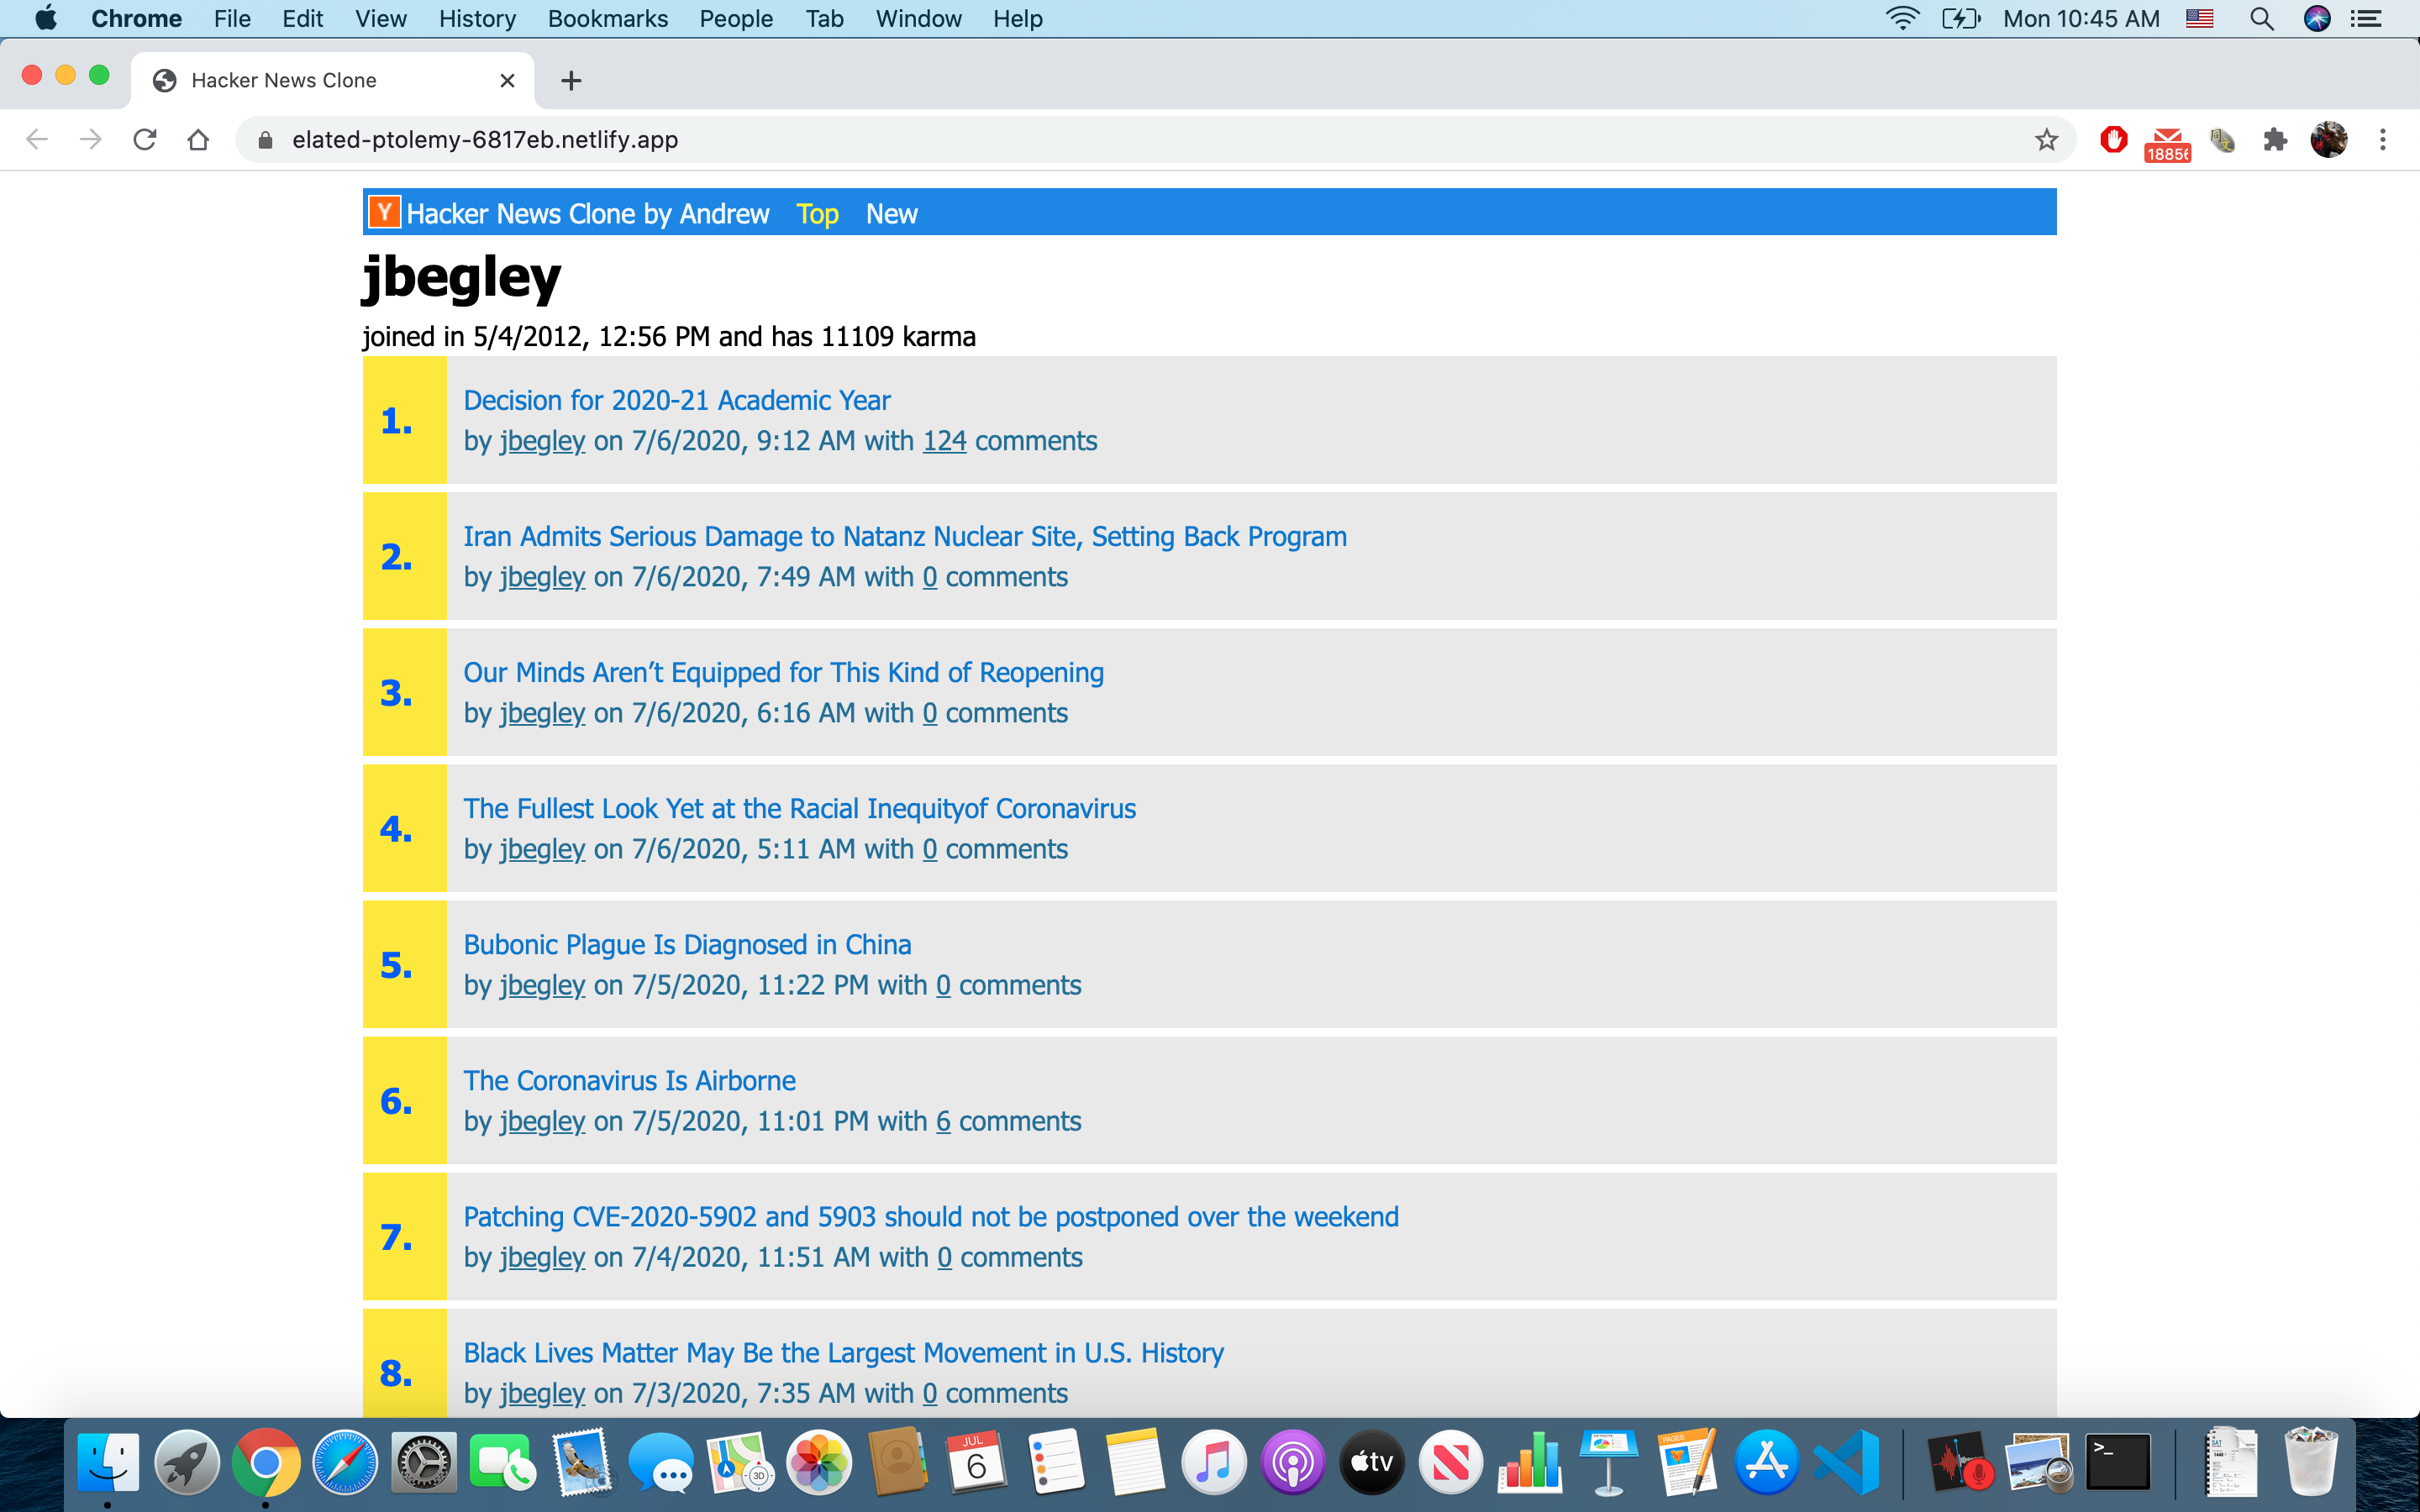 Chrome File Edit View History Bookmarks People Tab Window Help Mon 10:45 AM
Hacker News Clone
elated-ptolemy-6817eb.netlify.app
Y Hacker News Clone by Andrew Top New
jbegley
joined in 5/4/2012, 12:56 PM and has 11109 karma
1. Decision for 2020-21 Academic Year
by jbegley on 7/6/2020, 9:12 AM with 124 comments
2. Iran Admits Serious Damage to Natanz Nuclear Site, Setting Back Program
by jbegley on 7/6/2020, 7:49 AM with 0 comments
3. Our Minds Aren’t Equipped for This Kind of Reopening
by jbegley on 7/6/2020, 6:16 AM with 0 comments
4. The Fullest Look Yet at the Racial Inequityof Coronavirus
by jbegley on 7/6/2020, 5:11 AM with 0 comments
5. Bubonic Plague Is Diagnosed in China
by jbegley on 7/5/2020, 11:22 PM with 0 comments
6. The Coronavirus Is Airborne
by jbegley on 7/5/2020, 11:01 PM with 6 comments
7. Patching CVE-2020-5902 and 5903 should not be postponed over the weekend
by jbegley on 7/4/2020, 11:51 AM with 0 comments
8. Black Lives Matter May Be the Largest Movement in U.S. History
by jbegley on 7/3/2020, 7:35 AM with 0 comments
3D
JUL
6
tv
PAGES
>_
SAT